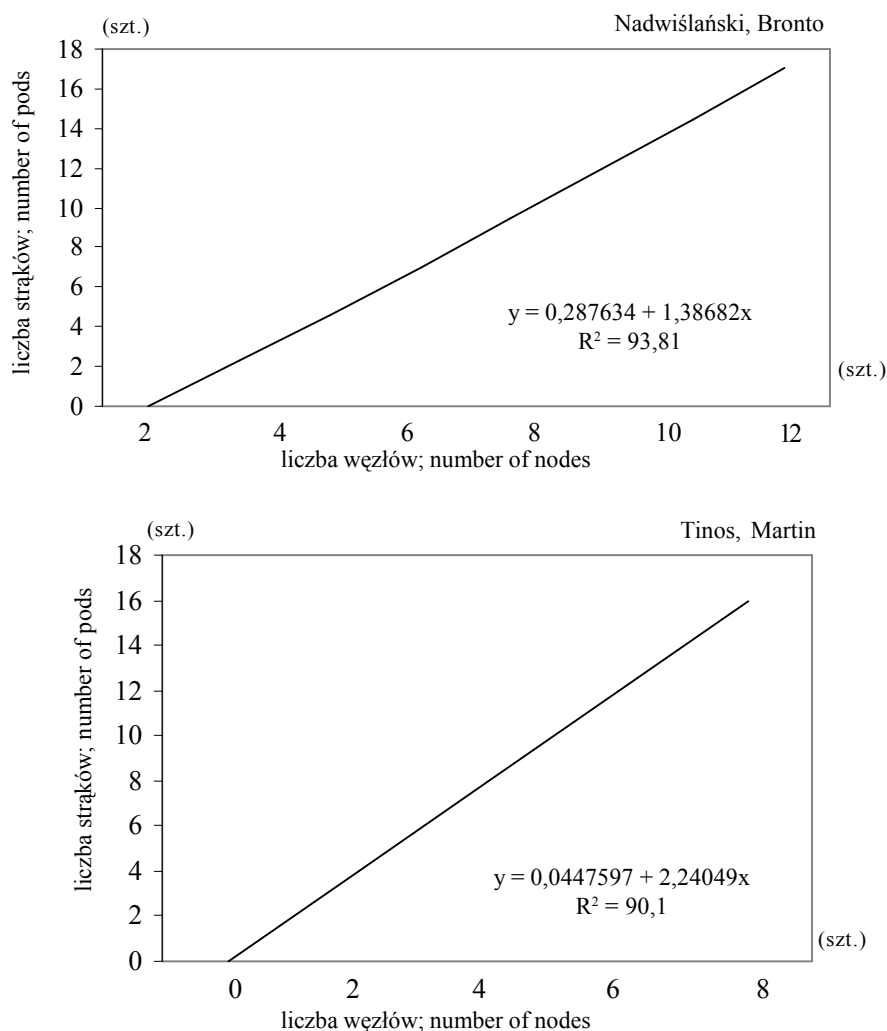 (szt.)
Nadwiślański, Bronto
18
16
14
12
10
8
6
4
2
0
liczba strąków; number of pods
y = 0,287634 + 1,38682x
R² = 93,81
(szt.)
2 4 6 8 10 12
liczba węzłów; number of nodes
(szt.)
Tinos, Martin
18
16
14
12
10
8
6
4
2
0
liczba strąków; number of pods
y = 0,0447597 + 2,24049x
R² = 90,1
(szt.)
0 2 4 6 8
liczba węzłów; number of nodes